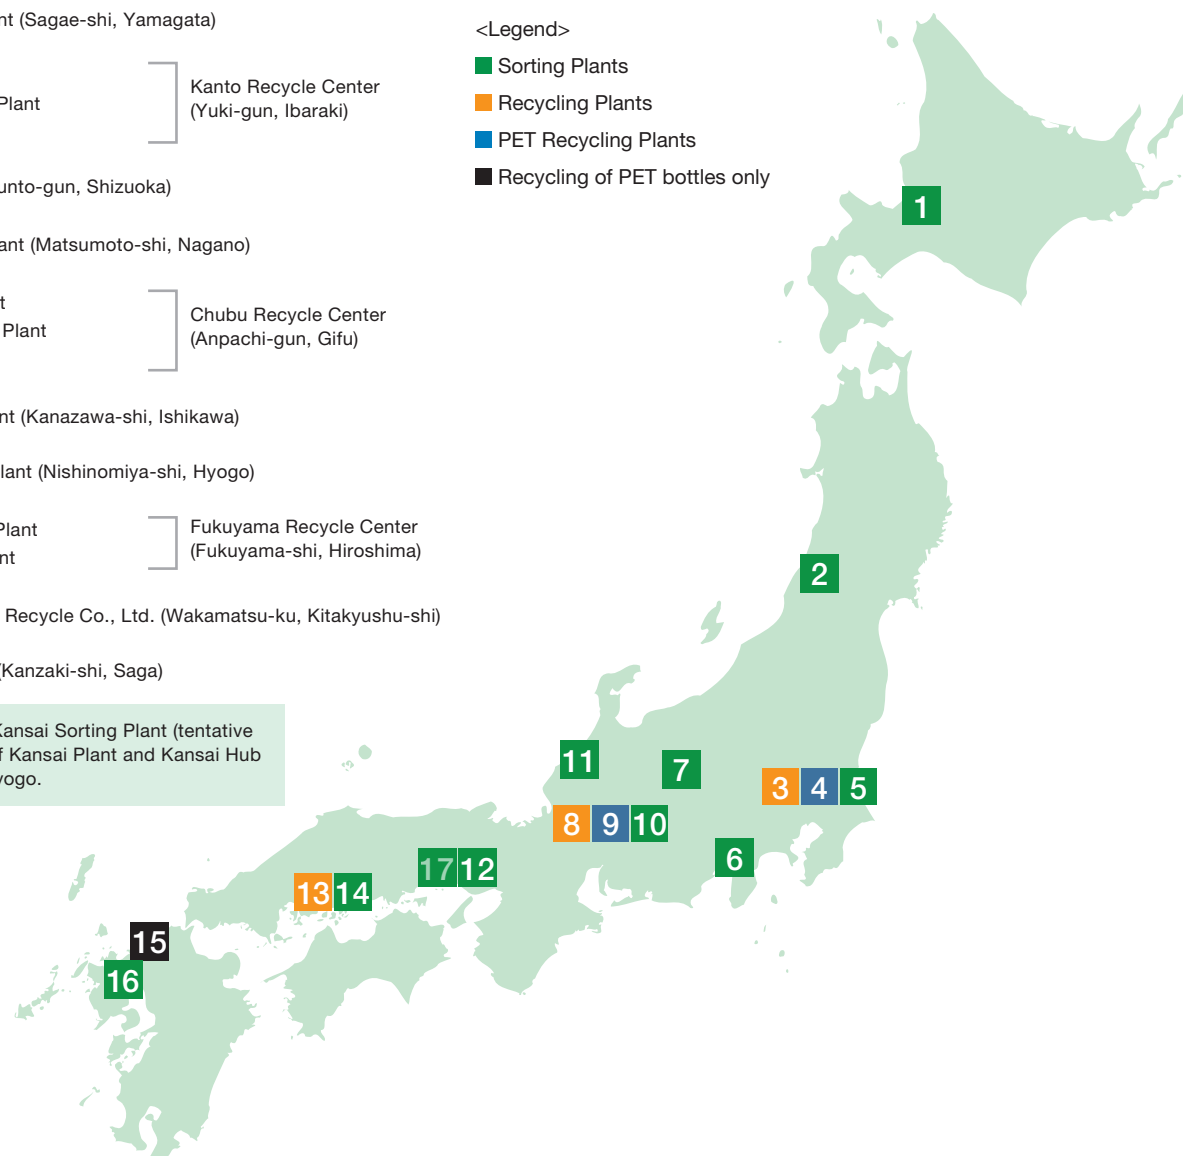 nt (Sagae-shi, Yamagata)
Plant
Kanto Recycle Center
(Yuki-gun, Ibaraki)
unto-gun, Shizuoka)
ant (Matsumoto-shi, Nagano)
t
Plant
Chubu Recycle Center
(Anpachi-gun, Gifu)
nt (Kanazawa-shi, Ishikawa)
lant (Nishinomiya-shi, Hyogo)
Plant
nt
Fukuyama Recycle Center
(Fukuyama-shi, Hiroshima)
Recycle Co., Ltd. (Wakamatsu-ku, Kitakyushu-shi)
(Kanzaki-shi, Saga)
Kansai Sorting Plant (tentative
f Kansai Plant and Kansai Hub
yogo.
<Legend>
Sorting Plants
Recycling Plants
PET Recycling Plants
Recycling of PET bottles only
1
2
11
7
3 4 5
8 9 10
6
17 12
13 14
15
16